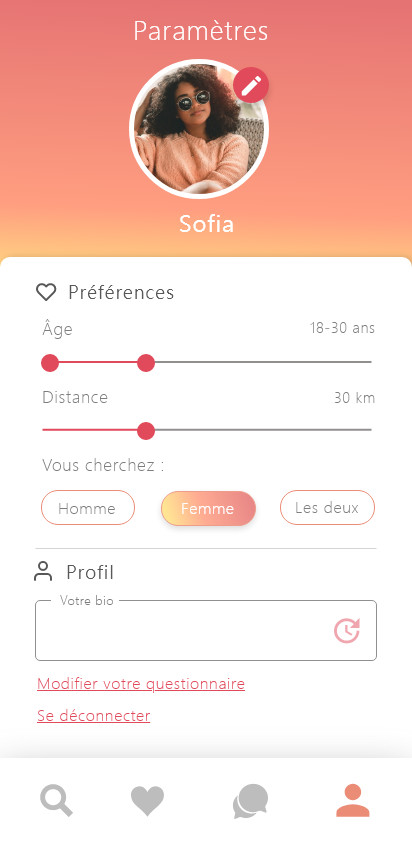 Paramètres
Sofia
Préférences
Âge
18-30 ans
Distance
30 km
Vous cherchez :
Homme
Femme
Les deux
Profil
Votre bio
Modifier votre questionnaire
Se déconnecter